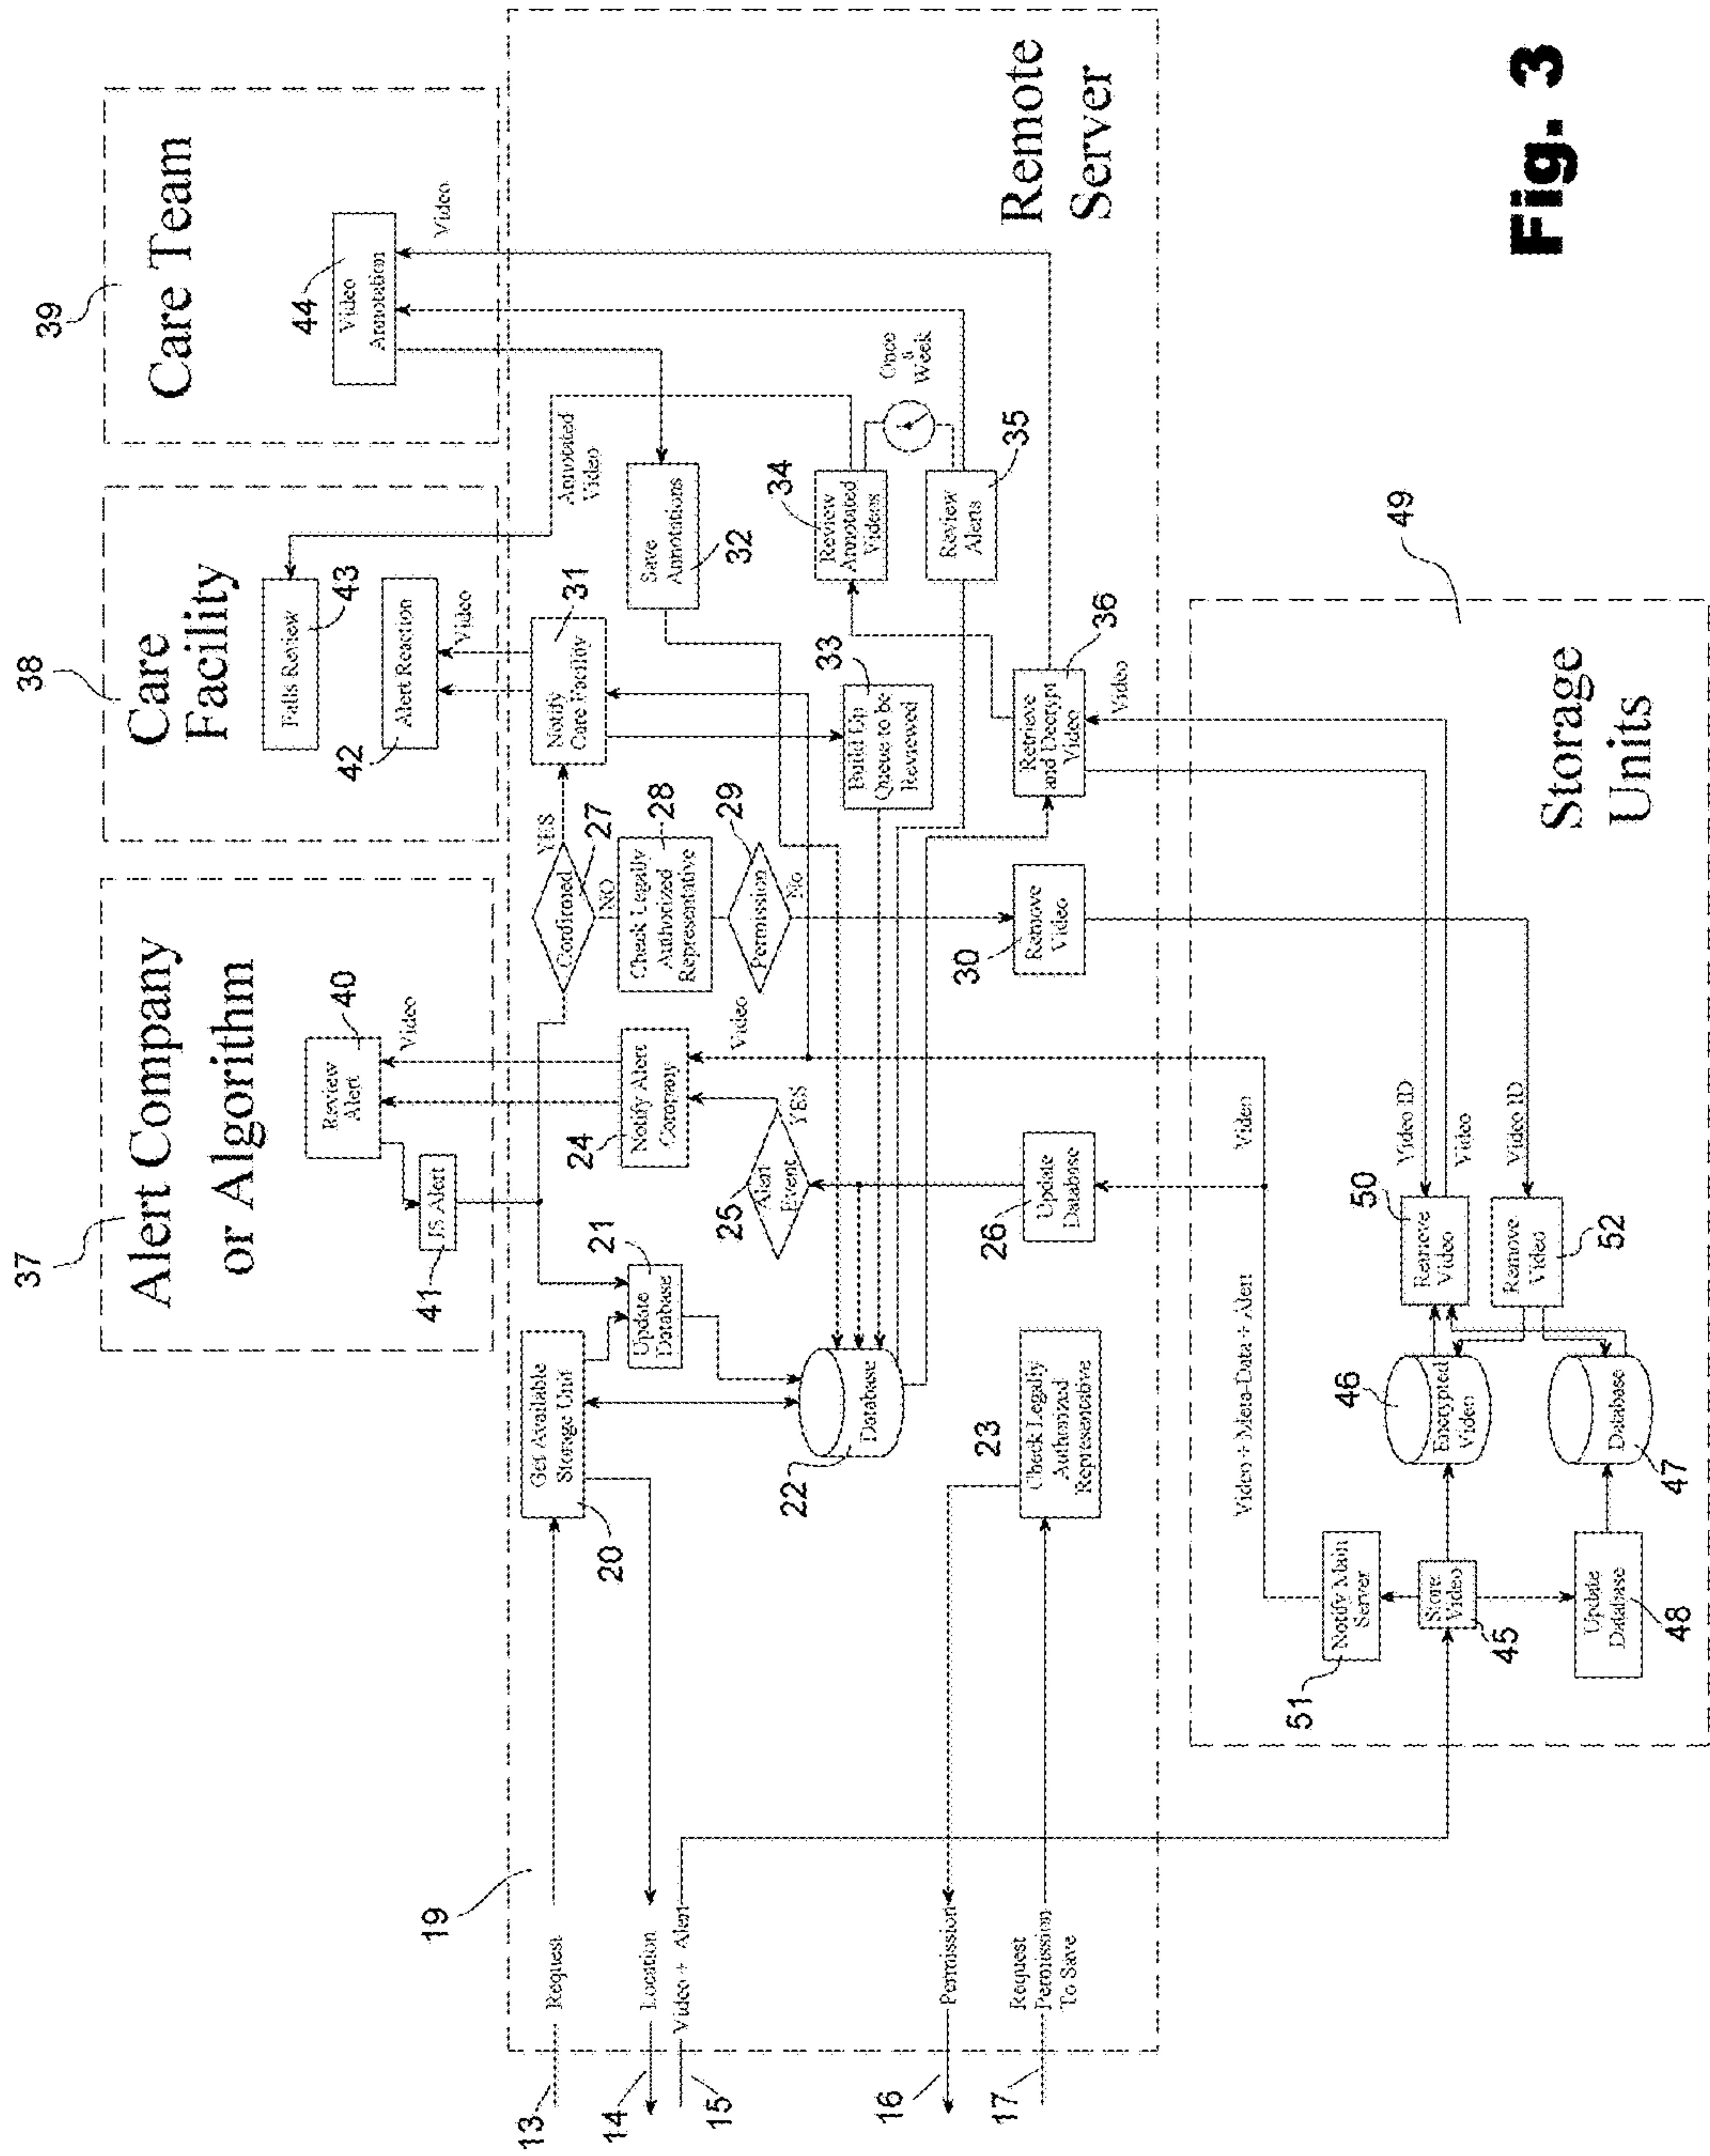 37
Alert Company
or Algorithm
38
Care
Facility
39
Care Team
40
Review
Alert
Video
41
IS Alert
Falls Review
43
42
Alert Reaction
Video
44
Video
Annotation
Video
19
13
Request
14
Location
15
Video + Alert
16
Permission
17
Request
Permission
To Save
20
Get Available
Storage Unit
21
Update
Database
22
Database
23
Check Legally
Authorized
Representative
24
Notify Alert
Company
Video
25
Alert
Event
YES
26
Update
Database
Confirmed
27
YES
NO
28
Check Legally
Authorized
Representative
29
Permission
No
30
Remove
Video
31
Notify
Care Facility
Annotated
Video
Save
Annotations
32
33
Build Up
Queue to be
Reviewed
34
Review
Annotated
Videos
Once
a
Week
Review
Alerts
35
Retrieve
and Decrypt
Video
36
Video
Remote
Server
Video + Meta-Data + Alert
Video
49
Storage
Units
51
Notify Main
Server
Store
Video
45
Update
Database
48
46
Encrypted
Video
Database
47
50
Retrieve
Video
Video ID
Video
Remove
Video
52
Video ID
Fig. 3